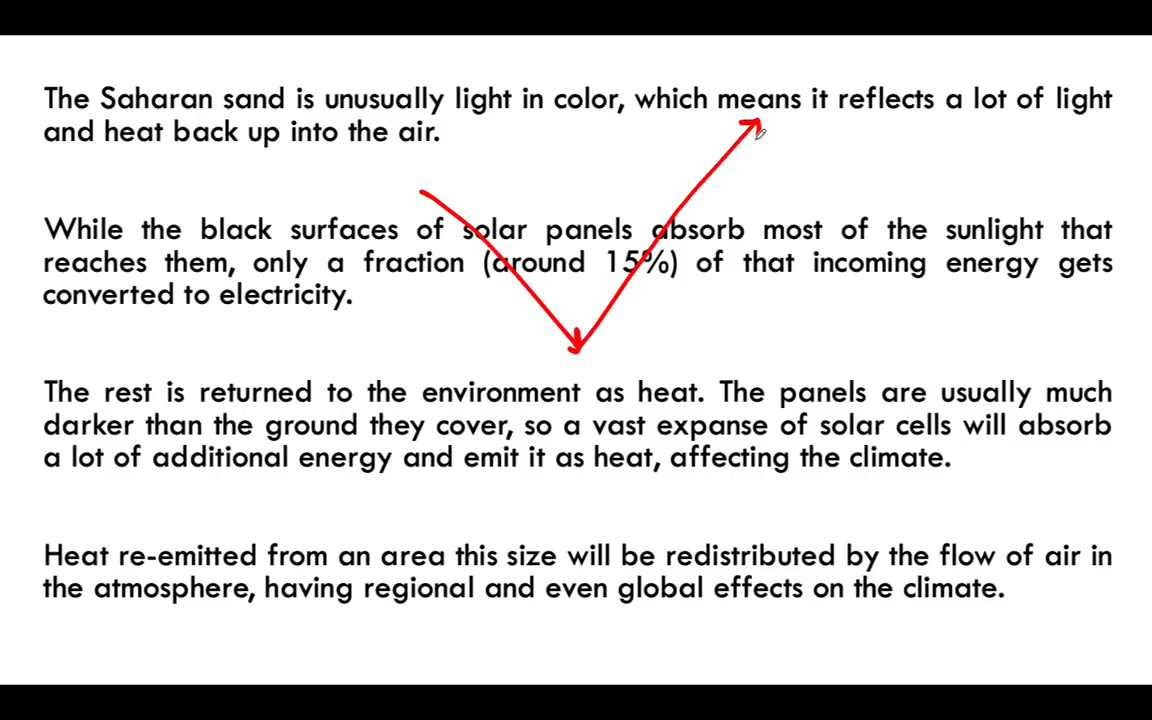 The Saharan sand is unusually light in color, which means it reflects a lot of light
and heat back up into the air.
While the black surfaces of solar panels absorb most of the sunlight that
reaches them, only a fraction (around 15%) of that incoming energy gets
converted to electricity.
The rest is returned to the environment as heat. The panels are usually much
darker than the ground they cover, so a vast expanse of solar cells will absorb
a lot of additional energy and emit it as heat, affecting the climate.
Heat re-emitted from an area this size will be redistributed by the flow of air in
the atmosphere, having regional and even global effects on the climate.